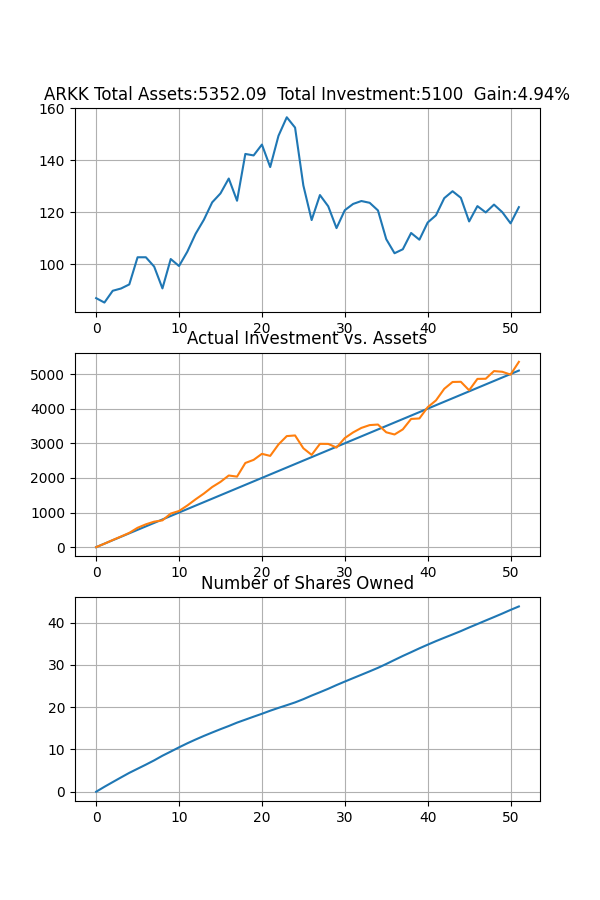 ARKK Total Assets:5352.09  Total Investment:5100  Gain:4.94%
160
140
120
100
0 10 20 30 40 50
Actual Investment vs. Assets
5000
4000
3000
2000
1000
0
0 10 20 30 40 50
Number of Shares Owned
40
30
20
10
0
0 10 20 30 40 50